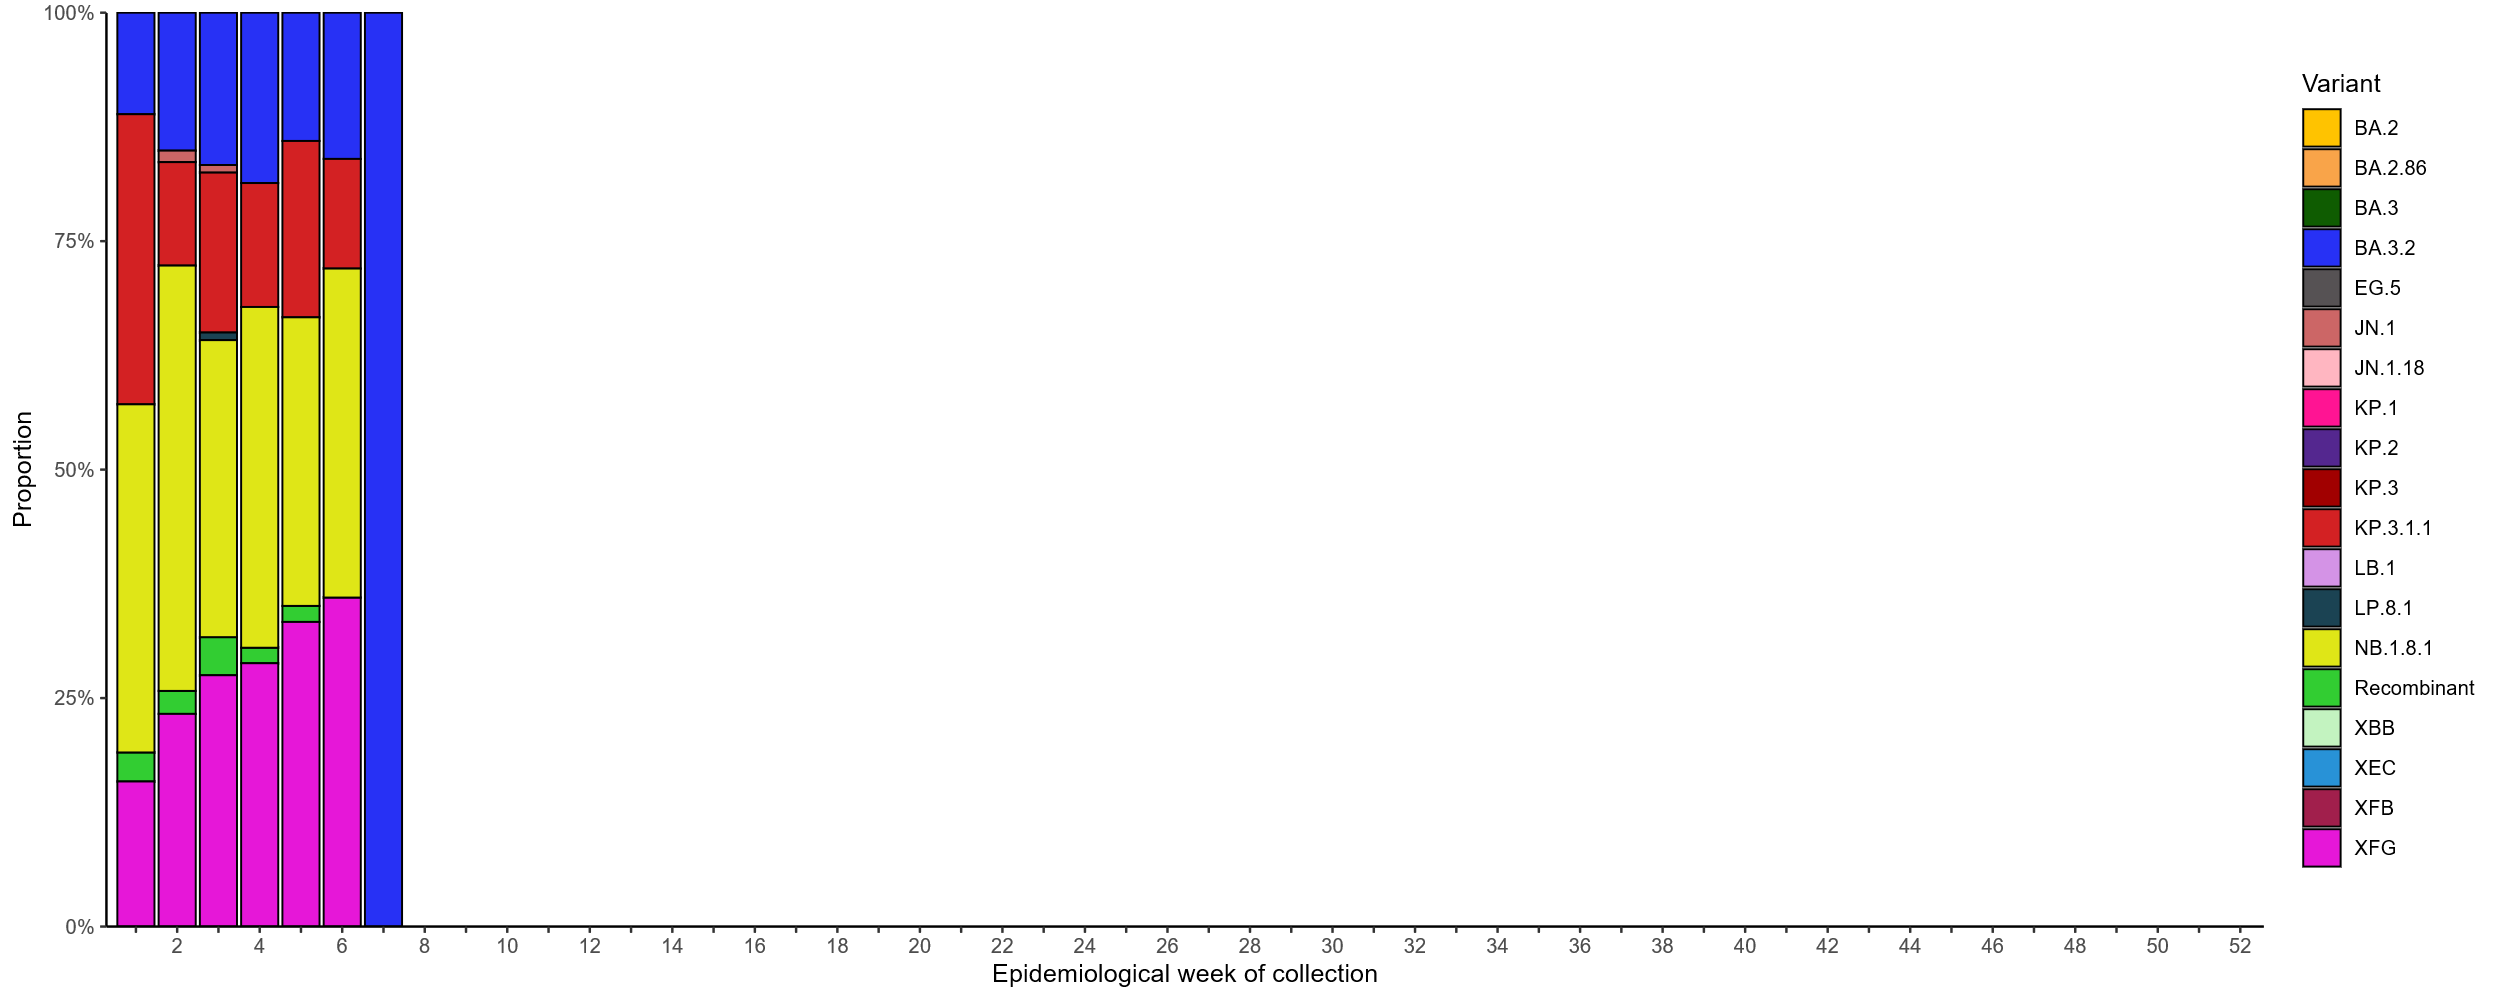 100%
75%
50%
25%
0%
Proportion
2 4 6 8 10 12 14 16 18 20 22 24 26 28 30 32 34 36 38 40 42 44 46 48 50 52
Epidemiological week of collection
Variant
BA.2
BA.2.86
BA.3
BA.3.2
EG.5
JN.1
JN.1.18
KP.1
KP.2
KP.3
KP.3.1.1
LB.1
LP.8.1
NB.1.8.1
Recombinant
XBB
XEC
XFB
XFG